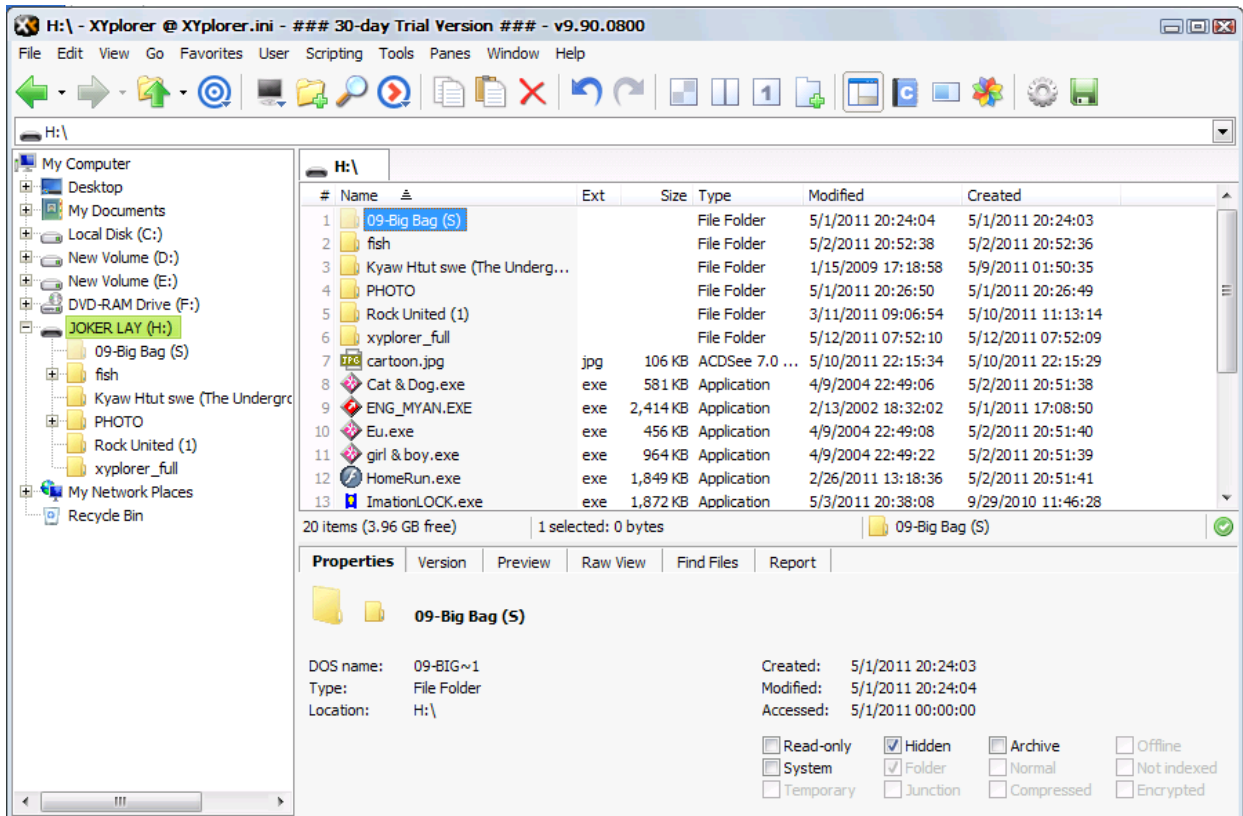 H:\ - XYplorer @ XYplorer.ini - ### 30-day Trial Version ### - v9.90.0800
File Edit View Go Favorites User Scripting Tools Panes Window Help
1 C
H:\
My Computer
Desktop
My Documents
Local Disk (C:)
New Volume (D:)
New Volume (E:)
DVD-RAM Drive (F:)
JOKER LAY (H:)
09-Big Bag (S)
fish
Kyaw Htut swe (The Undergrc
PHOTO
Rock United (1)
xyplorer_full
My Network Places
Recycle Bin
H:\
# Name Ext Size Type Modified Created
1 09-Big Bag (S) File Folder 5/1/2011 20:24:04 5/1/2011 20:24:03
2 fish File Folder 5/2/2011 20:52:38 5/2/2011 20:52:36
3 Kyaw Htut swe (The Underg... File Folder 1/15/2009 17:18:58 5/9/2011 01:50:35
4 PHOTO File Folder 5/1/2011 20:26:50 5/1/2011 20:26:49
5 Rock United (1) File Folder 3/11/2011 09:06:54 5/10/2011 11:13:14
6 xyplorer_full File Folder 5/12/2011 07:52:10 5/12/2011 07:52:09
7 JPG cartoon.jpg jpg 106 KB ACDSee 7.0 ... 5/10/2011 22:15:34 5/10/2011 22:15:29
8 Cat & Dog.exe exe 581 KB Application 4/9/2004 22:49:06 5/2/2011 20:51:38
9 ENG_MYAN.EXE exe 2,414 KB Application 2/13/2002 18:32:02 5/1/2011 17:08:50
10 Eu.exe exe 456 KB Application 4/9/2004 22:49:08 5/2/2011 20:51:40
11 girl & boy.exe exe 964 KB Application 4/9/2004 22:49:22 5/2/2011 20:51:39
12 HomeRun.exe exe 1,849 KB Application 2/26/2011 13:18:36 5/2/2011 20:51:41
13 ImationLOCK.exe exe 1,872 KB Application 5/3/2011 20:38:08 9/29/2010 11:46:28
20 items (3.96 GB free) 1 selected: 0 bytes 09-Big Bag (S)
Properties Version Preview Raw View Find Files Report
09-Big Bag (S)
DOS name: 09-BIG~1 Created: 5/1/2011 20:24:03
Type: File Folder Modified: 5/1/2011 20:24:04
Location: H:\ Accessed: 5/1/2011 00:00:00
Read-only Hidden Archive Offline
System Folder Normal Not indexed
Temporary Junction Compressed Encrypted